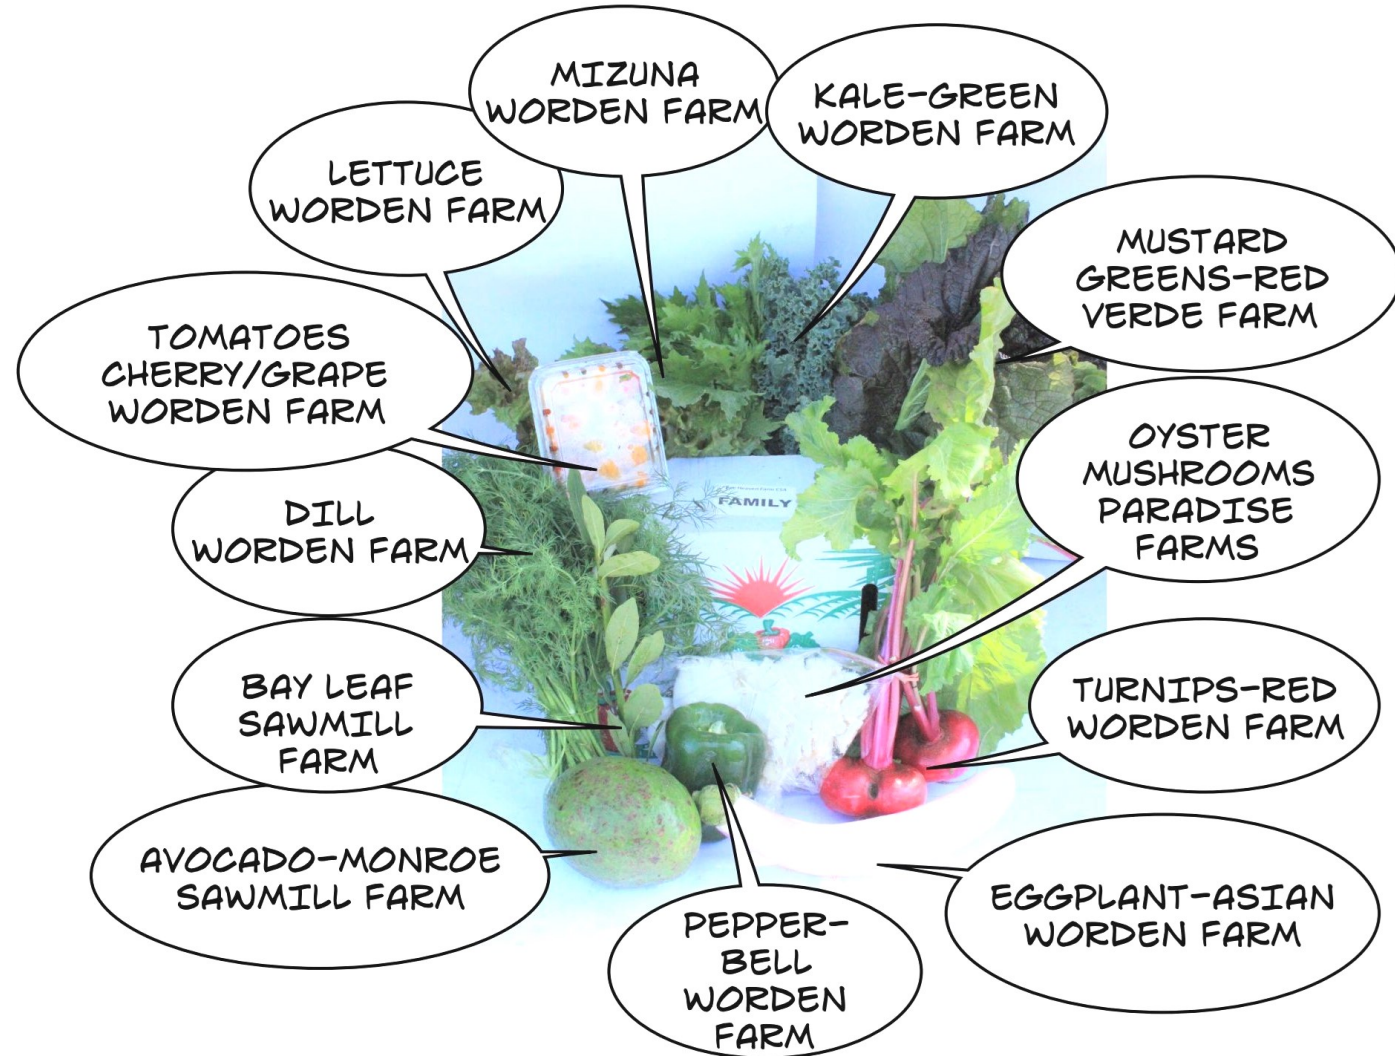 MIZUNA
WORDEN FARM
KALE-GREEN
WORDEN FARM
LETTUCE
WORDEN FARM
MUSTARD
GREENS-RED
VERDE FARM
TOMATOES
CHERRY/GRAPE
WORDEN FARM
OYSTER
MUSHROOMS
PARADISE
FARMS
DILL
WORDEN FARM
FAMILY
BAY LEAF
SAWMILL
FARM
TURNIPS-RED
WORDEN FARM
AVOCADO-MONROE
SAWMILL FARM
EGGPLANT-ASIAN
WORDEN FARM
PEPPER-
BELL
WORDEN
FARM